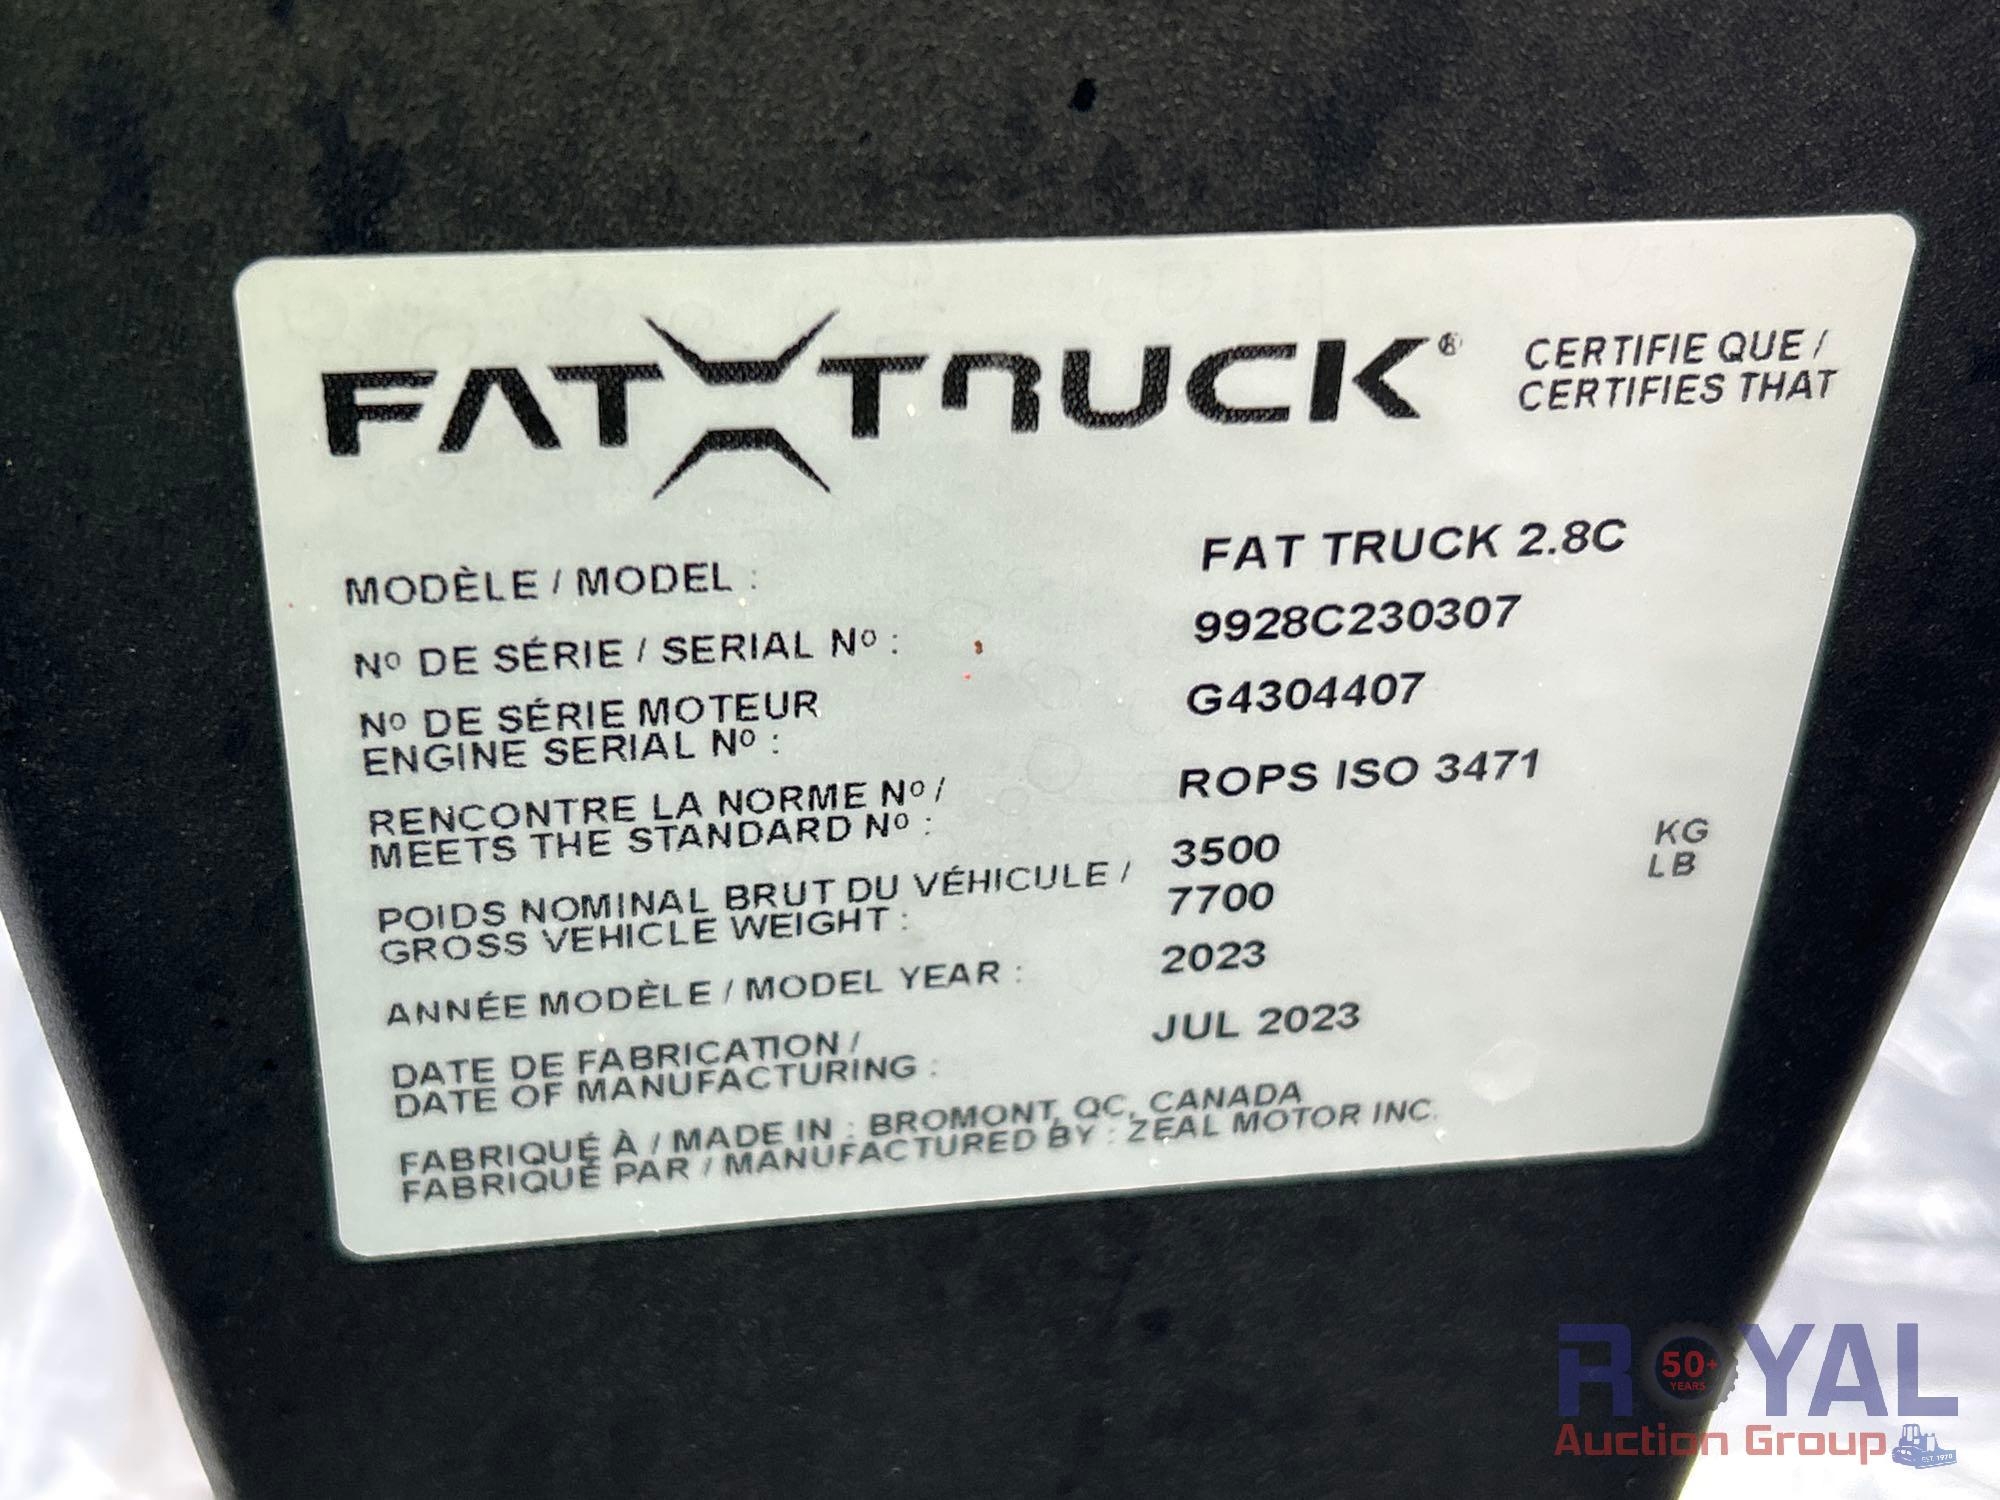 FAT TRUCK®
CERTIFIE QUE /
CERTIFIES THAT
MODÈLE / MODEL : FAT TRUCK 2.8C
Nº DE SÉRIE / SERIAL Nº : 9928C230307
Nº DE SÉRIE MOTEUR
ENGINE SERIAL Nº : G4304407
RENCONTRE LA NORME Nº /
MEETS THE STANDARD Nº : ROPS ISO 3471
POIDS NOMINAL BRUT DU VÉHICULE / 3500 KG
GROSS VEHICLE WEIGHT : 7700 LB
ANNÉE MODÈLE / MODEL YEAR : 2023
DATE DE FABRICATION /
DATE OF MANUFACTURING : JUL 2023
FABRIQUÉ À / MADE IN : BROMONT, QC, CANADA
FABRIQUÉ PAR / MANUFACTURED BY : ZEAL MOTOR INC.
ROYAL
50+
YEARS
Auction Group
EST. 1970